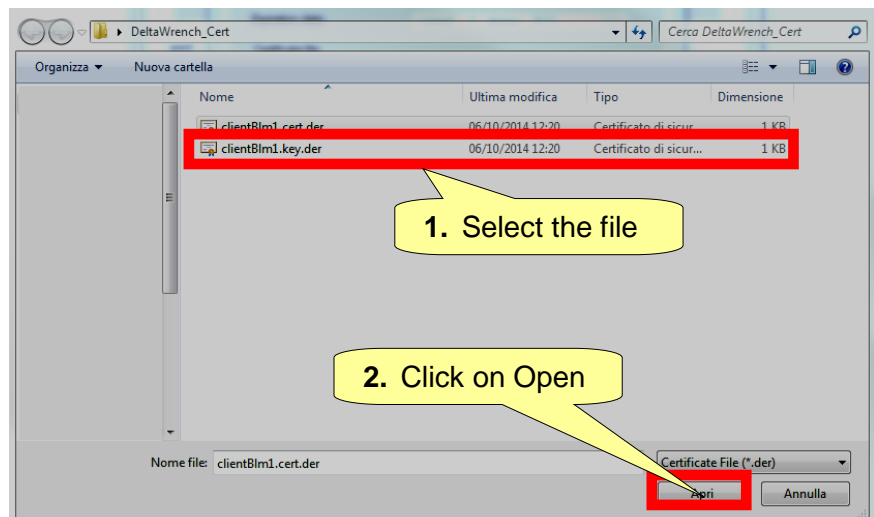 DeltaWrench_Cert
Cerca DeltaWrench_Cert
Organizza
Nuova cartella
Nome
Ultima modifica
Tipo
Dimensione
clientBlm1.cert.der 06/10/2014 12:20 Certificato di sicur... 1 KB
clientBlm1.key.der 06/10/2014 12:20 Certificato di sicur... 1 KB
1. Select the file
2. Click on Open
Nome file: clientBlm1.cert.der
Certificate File (*.der)
Apri
Annulla